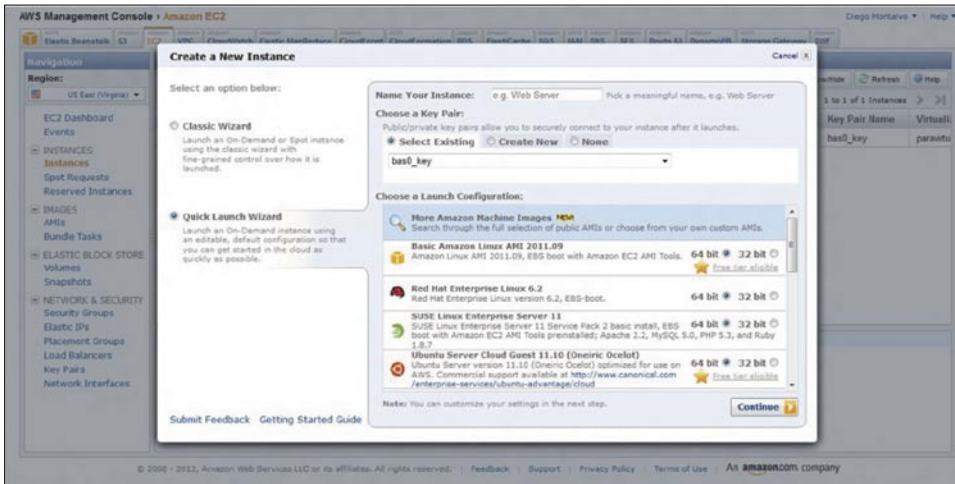 AWS Management Console > Amazon EC2
Diego Montalvo
Help
Elastic Beanstalk S3 EC2 VPC CloudWatch Elastic MapReduce CloudFront CloudFormation RDS ElastiCache SQS IAM SNS SES Route 53 DynamoDB Storage Gateway SWF
Navigation
Region:
US East (Virginia)
EC2 Dashboard
Events
INSTANCES
Instances
Spot Requests
Reserved Instances
IMAGES
AMIs
Bundle Tasks
ELASTIC BLOCK STORE
Volumes
Snapshots
NETWORK & SECURITY
Security Groups
Elastic IPs
Placement Groups
Load Balancers
Key Pairs
Network Interfaces
Create a New Instance
Cancel X
Select an option below:
Classic Wizard
Launch an On-Demand or Spot instance
using the classic wizard with
fine-grained control over how it is
launched.
Quick Launch Wizard
Launch an On-Demand instance using
an editable, default configuration so that
you can get started in the cloud as
quickly as possible.
Submit Feedback Getting Started Guide
Name Your Instance: e.g. Web Server Pick a meaningful name, e.g. Web Server
Choose a Key Pair:
Public/private key pairs allow you to securely connect to your instance after it launches.
Select Existing Create New None
bas0_key
Choose a Launch Configuration:
More Amazon Machine Images NEW
Search through the full selection of public AMIs or choose from your own custom AMIs.
Basic Amazon Linux AMI 2011.09
Amazon Linux AMI 2011.09, EBS boot with Amazon EC2 AMI Tools. 64 bit 32 bit
Free tier eligible
Red Hat Enterprise Linux 6.2
Red Hat Enterprise Linux version 6.2, EBS-boot. 64 bit 32 bit
SUSE Linux Enterprise Server 11
SUSE Linux Enterprise Server 11 Service Pack 2 basic install, EBS 64 bit 32 bit
boot with Amazon EC2 AMI Tools preinstalled; Apache 2.2, MySQL 5.0, PHP 5.3, and Ruby
1.8.7
Ubuntu Server Cloud Guest 11.10 (Oneiric Ocelot)
Ubuntu Server version 11.10 (Oneiric Ocelot) optimized for use on 64 bit 32 bit
AWS. Commercial support available at http://www.canonical.com Free tier eligible
/enterprise-services/ubuntu-advantage/cloud
Note: You can customize your settings in the next step.
Continue
Refresh Help
1 to 1 of 1 Instances
Key Pair Name
bas0_key
© 2008 - 2012, Amazon Web Services LLC or its affiliates. All rights reserved. | Feedback | Support | Privacy Policy | Terms of Use | An amazon.com company